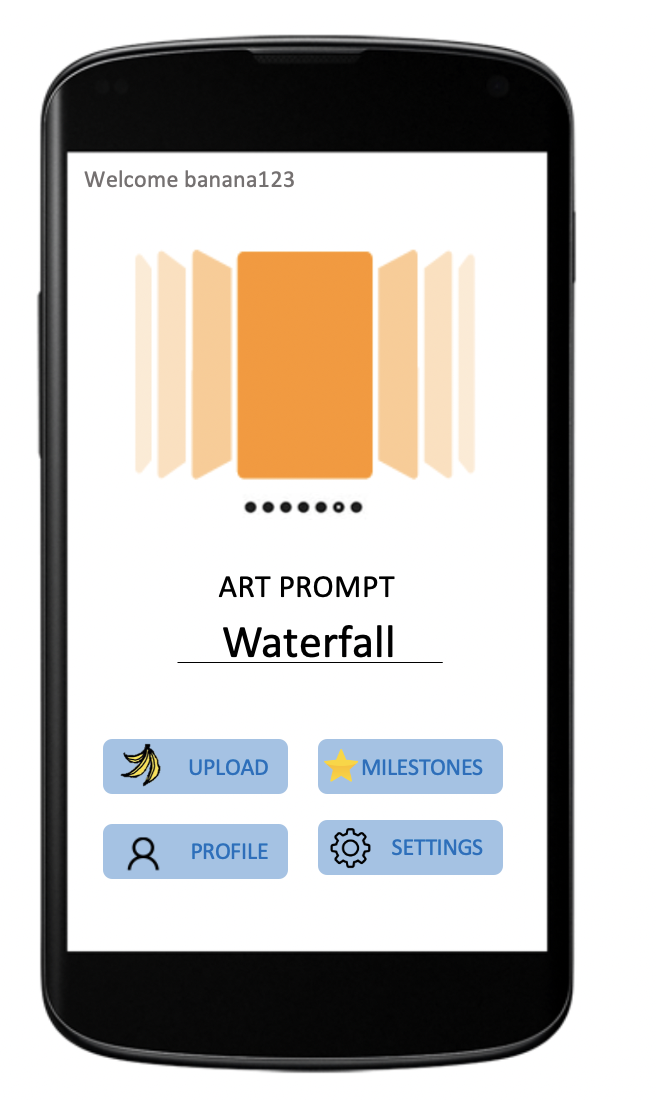 Welcome banana123
ART PROMPT
Waterfall
UPLOAD
MILESTONES
PROFILE
SETTINGS